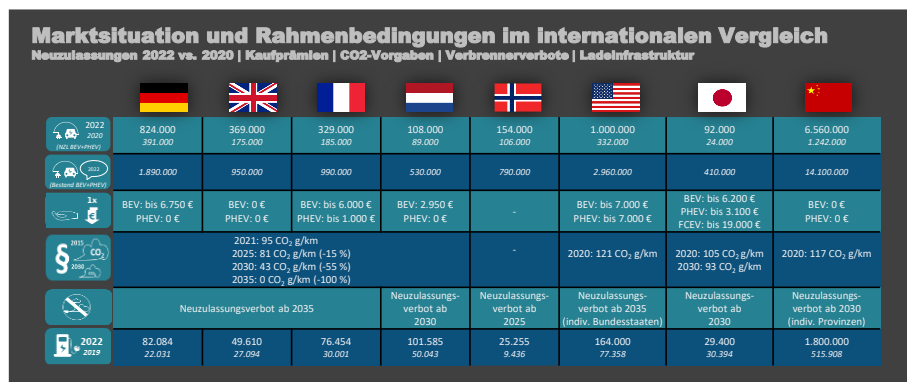 Marktsituation und Rahmenbedingungen im internationalen Vergleich
Neuzulassungen 2022 vs. 2020 | Kaufprämien | CO2-Vorgaben | Verbrennerverbote | Ladeinfrastruktur
2022
2020
(NZL BEV+PHEV)
824.000 369.000 329.000 108.000 154.000 1.000.000 92.000 6.560.000
391.000 175.000 185.000 89.000 106.000 332.000 24.000 1.242.000
2022
(Bestand BEV+PHEV)
1.890.000 950.000 990.000 530.000 790.000 2.960.000 410.000 14.100.000
1x
€
BEV: bis 6.750 €
PHEV: 0 €
BEV: 0 €
PHEV: 0 €
BEV: bis 6.000 €
PHEV: bis 1.000 €
BEV: 2.950 €
PHEV: 0 €
-
BEV: bis 7.000 €
PHEV: bis 7.000 €
BEV: bis 6.200 €
PHEV: bis 3.100 €
FCEV: bis 19.000 €
BEV: 0 €
PHEV: 0 €
§
2015
CO2
2030
CO2
2021: 95 CO2 g/km
2025: 81 CO2 g/km (-15 %)
2030: 43 CO2 g/km (-55 %)
2035: 0 CO2 g/km (-100 %)
-
2020: 121 CO2 g/km
2020: 105 CO2 g/km
2030: 93 CO2 g/km
2020: 117 CO2 g/km
Neuzulassungsverbot ab 2035
Neuzulassungs-
verbot ab
2030
Neuzulassungs-
verbot ab
2025
Neuzulassungs-
verbot ab 2035
(indiv. Bundesstaaten)
Neuzulassungs-
verbot ab
2030
Neuzulassungs-
verbot ab 2030
(indiv. Provinzen)
2022
2019
82.084 49.610 76.454 101.585 25.255 164.000 29.400 1.800.000
22.031 27.094 30.001 50.043 9.436 77.358 30.394 515.908